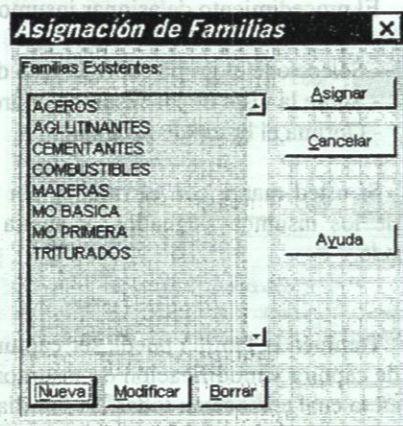 Asignación de Familias
Familias Existentes:
ACEROS
AGLUTINANTES
CEMENTANTES
COMBUSTIBLES
MADERAS
MO BASICA
MO PRIMERA
TRITURADOS
Asignar
Cancelar
Ayuda
Nueva Modificar Borrar